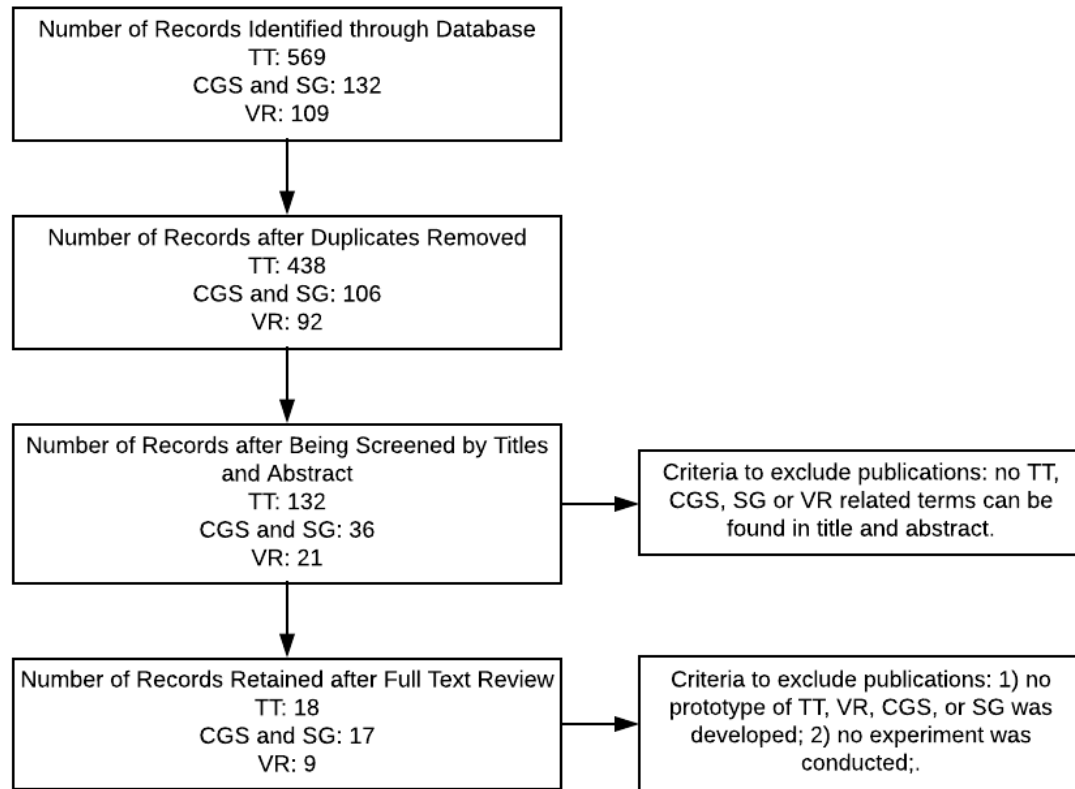 Number of Records Identified through Database
TT: 569
CGS and SG: 132
VR: 109
Number of Records after Duplicates Removed
TT: 438
CGS and SG: 106
VR: 92
Number of Records after Being Screened by Titles
and Abstract
TT: 132
CGS and SG: 36
VR: 21
Criteria to exclude publications: no TT,
CGS, SG or VR related terms can be
found in title and abstract.
Number of Records Retained after Full Text Review
TT: 18
CGS and SG: 17
VR: 9
Criteria to exclude publications: 1) no
prototype of TT, VR, CGS, or SG was
developed; 2) no experiment was
conducted;.